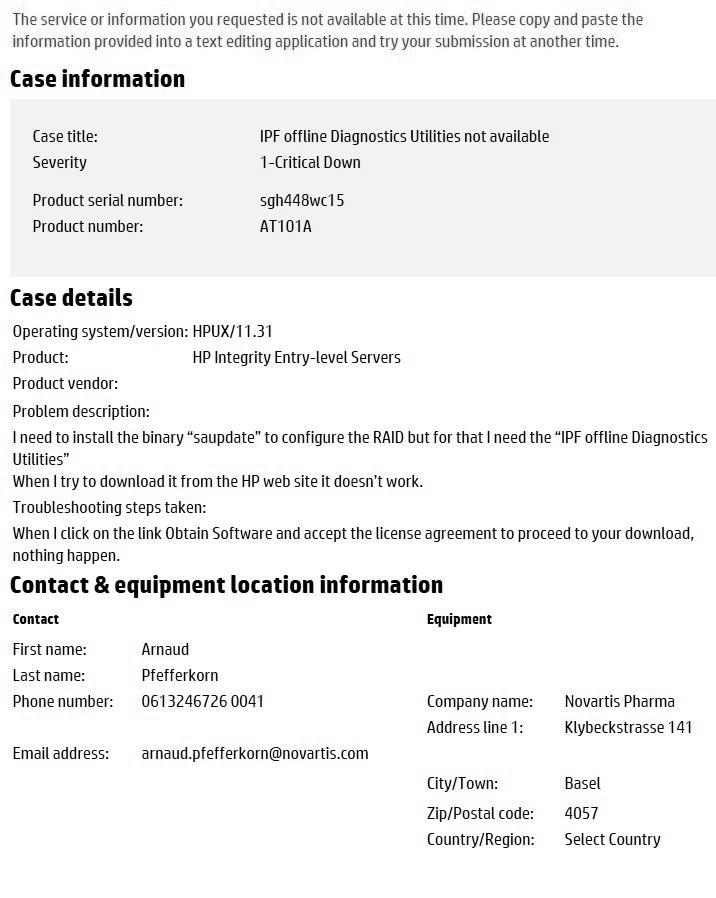 The service or information you requested is not available at this time. Please copy and paste the
information provided into a text editing application and try your submission at another time.
Case information
Case title: IPF offline Diagnostics Utilities not available
Severity 1-Critical Down
Product serial number: sgh448wc15
Product number: AT101A
Case details
Operating system/version: HPUX/11.31
Product: HP Integrity Entry-level Servers
Product vendor:
Problem description:
I need to install the binary “saupdate” to configure the RAID but for that I need the “IPF offline Diagnostics
Utilities”
When I try to download it from the HP web site it doesn’t work.
Troubleshooting steps taken:
When I click on the link Obtain Software and accept the license agreement to proceed to your download,
nothing happen.
Contact & equipment location information
Contact Equipment
First name: Arnaud
Last name: Pfefferkorn
Phone number: 0613246726 0041 Company name: Novartis Pharma
Address line 1: Klybeckstrasse 141
Email address: arnaud.pfefferkorn@novartis.com
City/Town: Basel
Zip/Postal code: 4057
Country/Region: Select Country